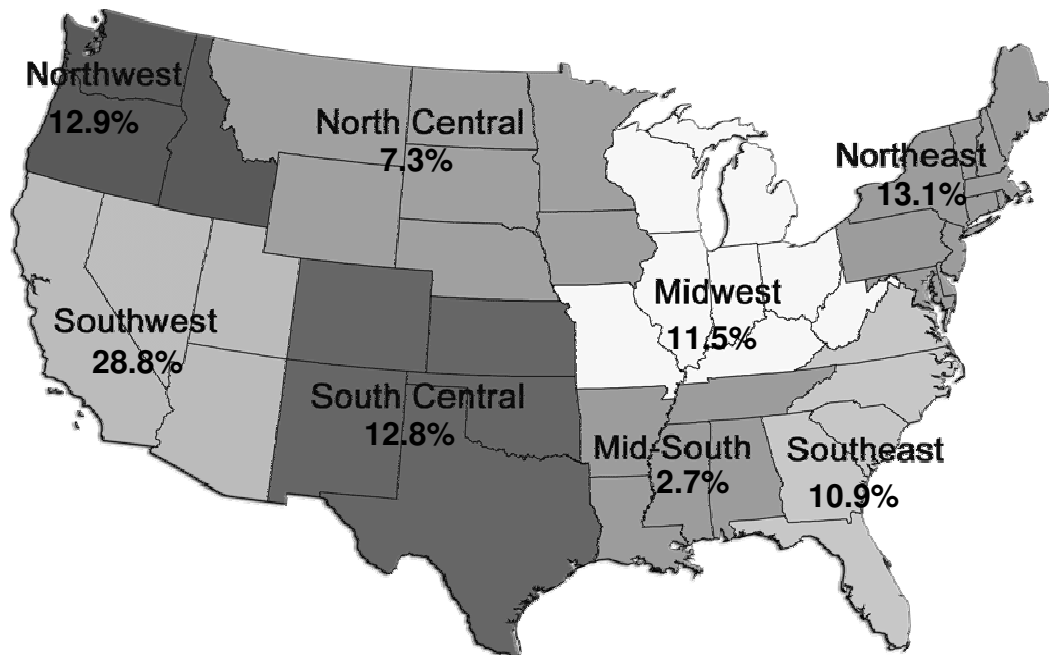 Northwest
12.9%
North Central
7.3%
Northeast
13.1%
Midwest
11.5%
Southwest
28.8%
South Central
12.8%
Mid-South
2.7%
Southeast
10.9%